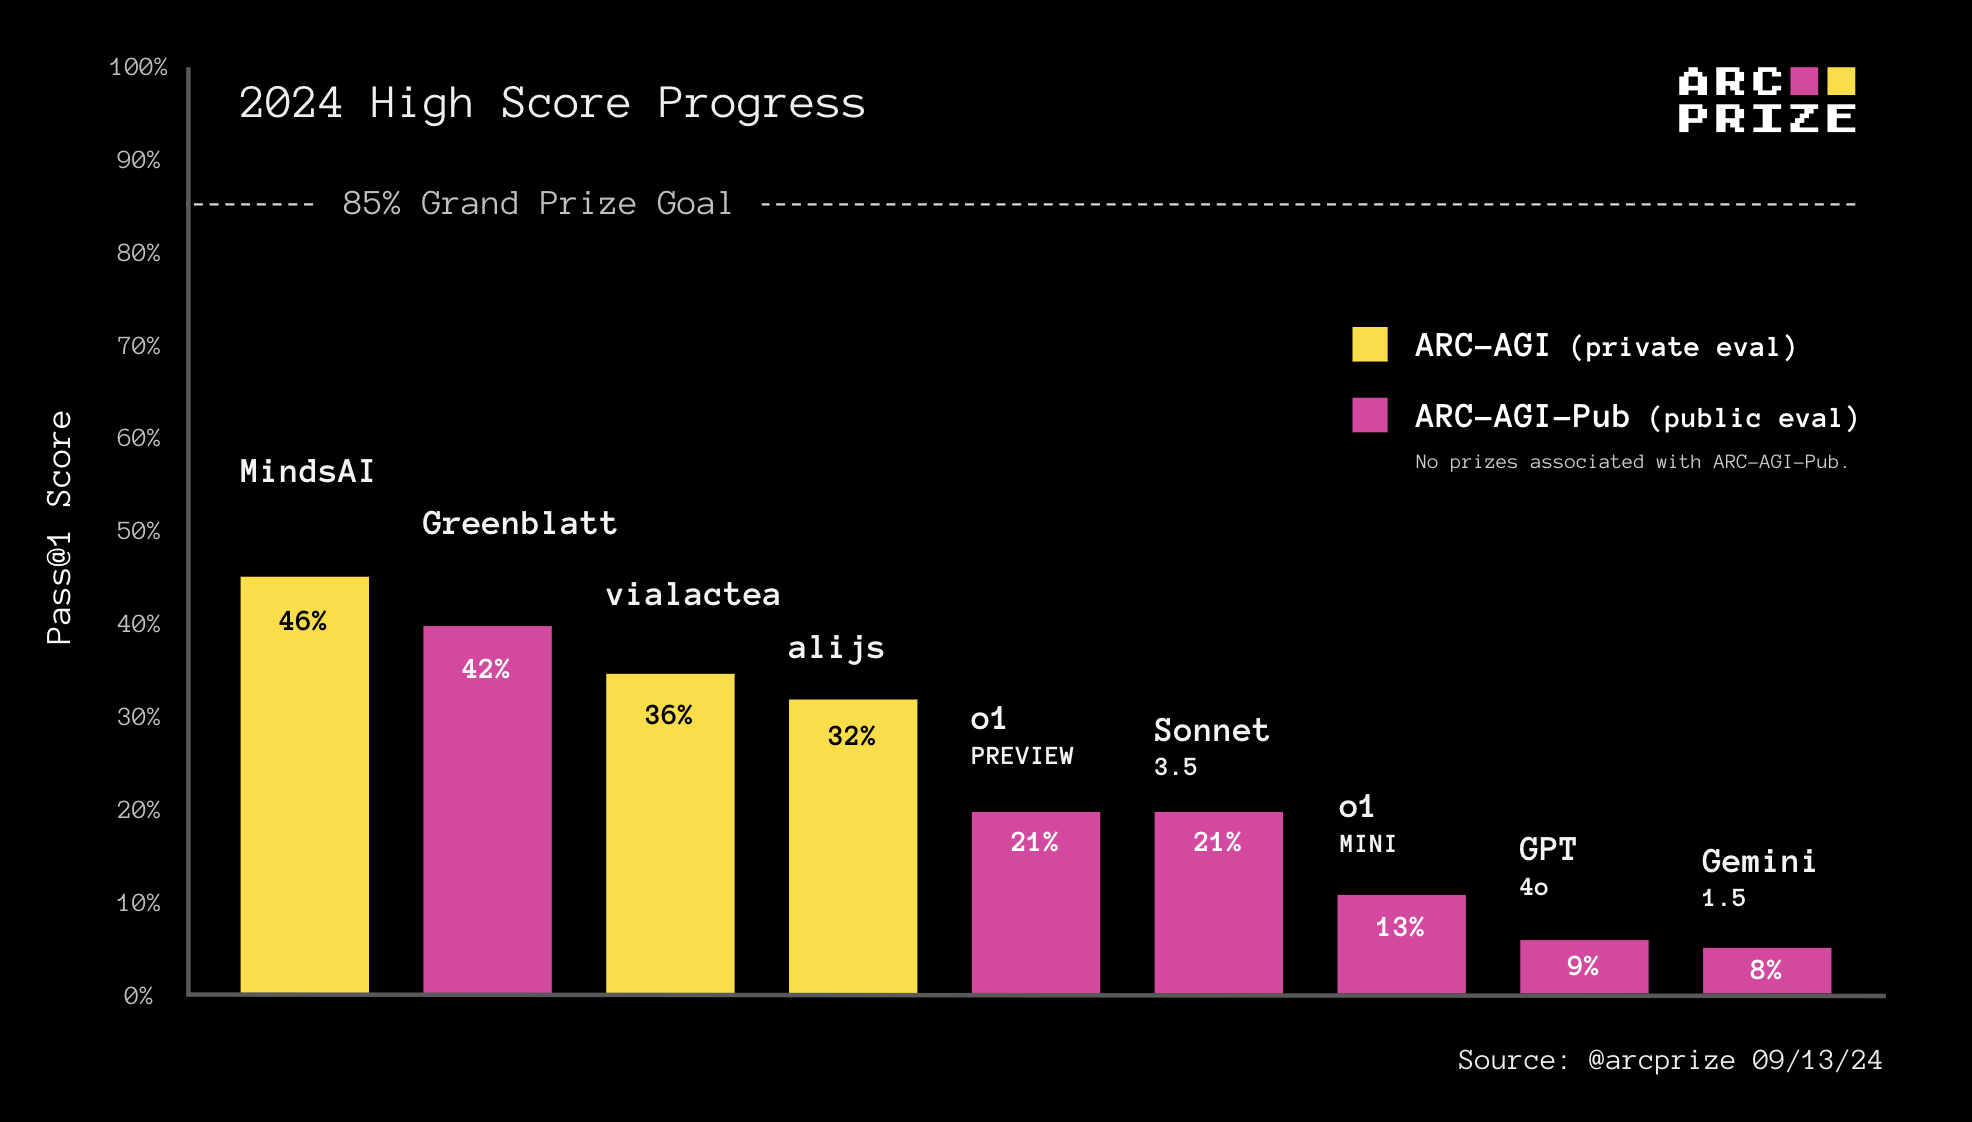 100%
2024 High Score Progress
ARC
PRIZE
90%
85% Grand Prize Goal
80%
70%
ARC-AGI (private eval)
ARC-AGI-Pub (public eval)
No prizes associated with ARC-AGI-Pub.
60%
Pass@1 Score
50%
40%
30%
20%
10%
0%
MindsAI
46%
Greenblatt
42%
vialactea
36%
alijs
32%
o1
PREVIEW
21%
Sonnet
3.5
21%
o1
MINI
13%
GPT
4o
9%
Gemini
1.5
8%
Source: @arcprize 09/13/24